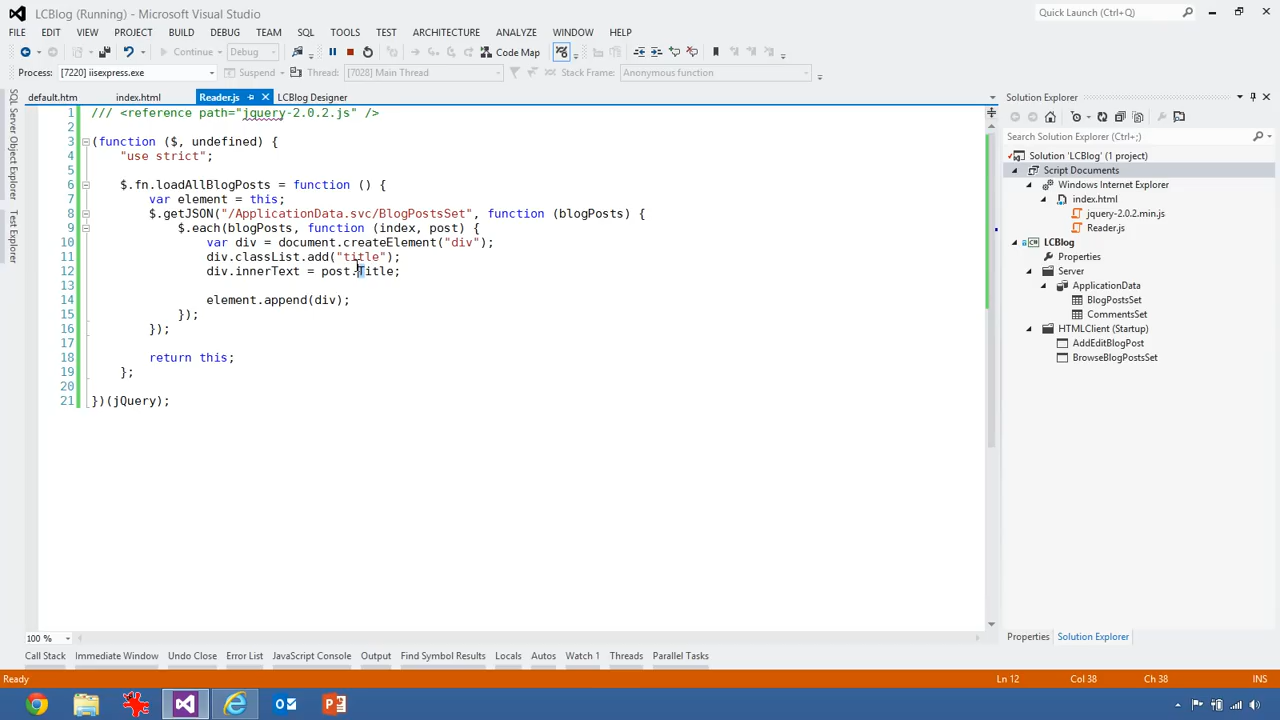 LCBlog (Running) - Microsoft Visual Studio
Quick Launch (Ctrl+Q)
FILE EDIT VIEW PROJECT BUILD DEBUG TEAM SQL TOOLS TEST ARCHITECTURE ANALYZE WINDOW HELP
Continue Debug Code Map
Process: [7220] iisexpress.exe Suspend Thread: [7028] Main Thread Stack Frame: Anonymous function
SQL Server Object Explorer
Test Explorer
default.htm index.html Reader.js LCBlog Designer
1 /// <reference path="jquery-2.0.2.js" />
2
3 (function ($, undefined) {
4 "use strict";
5
6 $.fn.loadAllBlogPosts = function () {
7 var element = this;
8 $.getJSON("/ApplicationData.svc/BlogPostsSet", function (blogPosts) {
9 $.each(blogPosts, function (index, post) {
10 var div = document.createElement("div");
11 div.classList.add("title");
12 div.innerText = post.Title;
13
14 element.append(div);
15 });
16 });
17
18 return this;
19 };
20
21 })(jQuery);
100 %
Solution Explorer
Search Solution Explorer (Ctrl+;)
Solution 'LCBlog' (1 project)
Script Documents
Windows Internet Explorer
index.html
jquery-2.0.2.min.js
Reader.js
LCBlog
Properties
Server
ApplicationData
BlogPostsSet
CommentsSet
HTMLClient (Startup)
AddEditBlogPost
BrowseBlogPostsSet
Properties Solution Explorer
Call Stack Immediate Window Undo Close Error List JavaScript Console Output Find Symbol Results Locals Autos Watch 1 Threads Parallel Tasks
Ready Ln 12 Col 38 Ch 38 INS